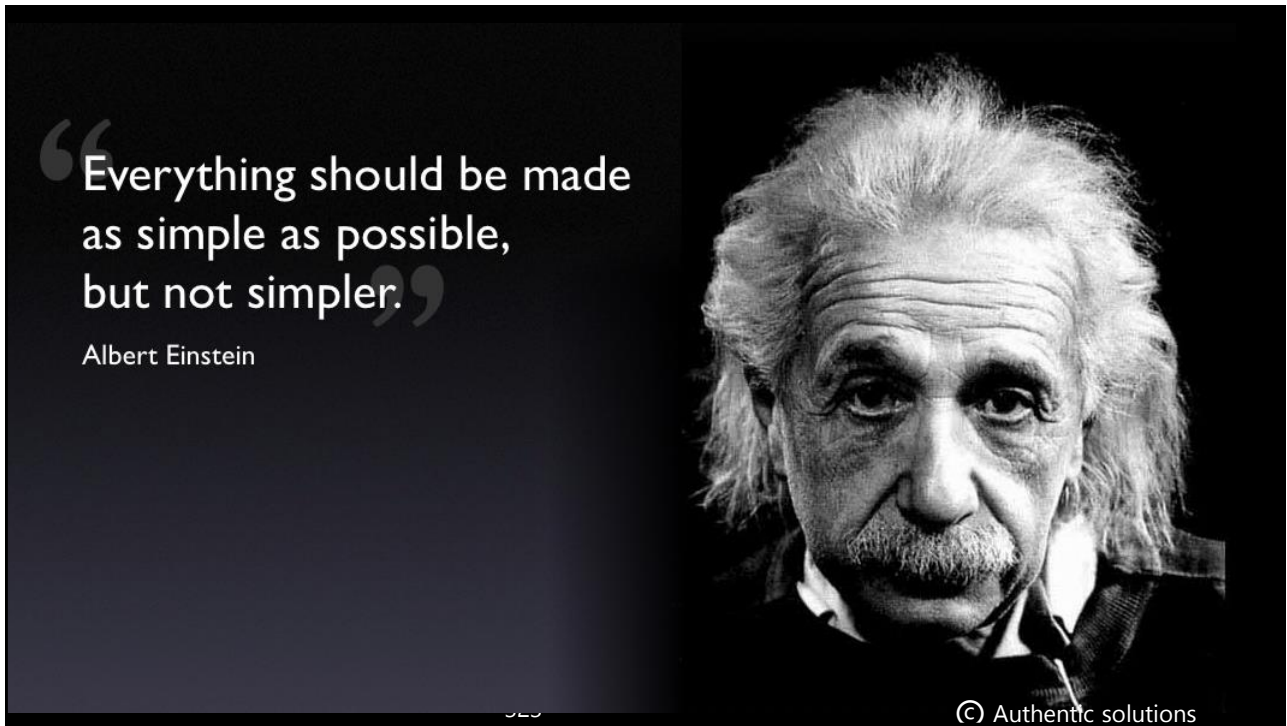 “Everything should be made
as simple as possible,
but not simpler.”
Albert Einstein
© Authentic solutions